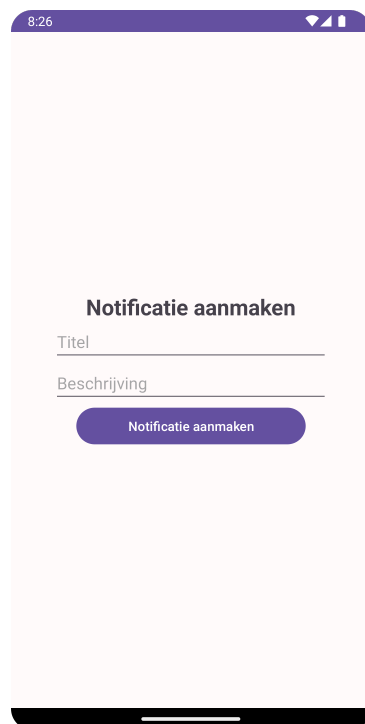 8:26
Notificatie aanmaken
Titel
Beschrijving
Notificatie aanmaken